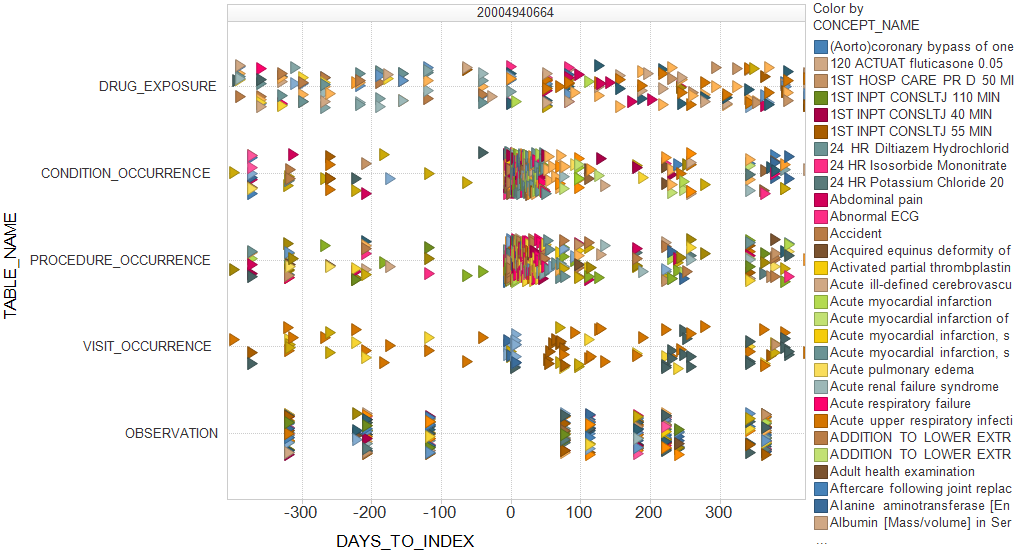 20004940664
Color by
CONCEPT_NAME
(Aorto)coronary bypass of one
120 ACTUAT fluticasone 0.05
1ST HOSP CARE PR D 50 MI
1ST INPT CONSLTJ 110 MIN
1ST INPT CONSLTJ 40 MIN
1ST INPT CONSLTJ 55 MIN
24 HR Diltiazem Hydrochlorid
24 HR Isosorbide Mononitrate
24 HR Potassium Chloride 20
Abdominal pain
Abnormal ECG
Accident
Acquired equinus deformity of
Activated partial thrombplastin
Acute ill-defined cerebrovascu
Acute myocardial infarction
Acute myocardial infarction of
Acute myocardial infarction, s
Acute myocardial infarction, s
Acute pulmonary edema
Acute renal failure syndrome
Acute respiratory failure
Acute upper respiratory infecti
ADDITION TO LOWER EXTR
ADDITION TO LOWER EXTR
Adult health examination
Aftercare following joint replac
Alanine aminotransferase [En
Albumin [Mass/volume] in Ser
...
TABLE_NAME
DRUG_EXPOSURE
CONDITION_OCCURRENCE
PROCEDURE_OCCURRENCE
VISIT_OCCURRENCE
OBSERVATION
-300 -200 -100 0 100 200 300
DAYS_TO_INDEX